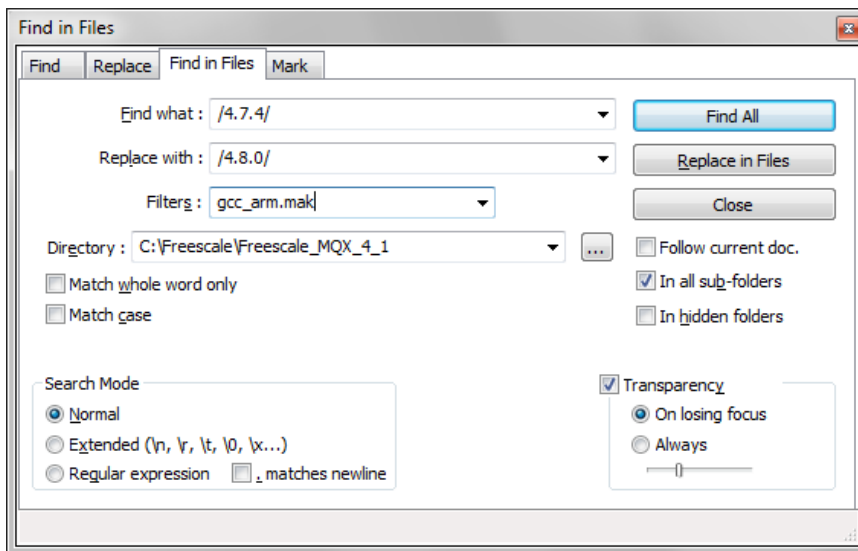 Find in Files
Find Replace Find in Files Mark
Find what : /4.7.4/ Find All
Replace with : /4.8.0/ Replace in Files
Filters : gcc_arm.mak Close
Directory : C:\Freescale\Freescale_MQX_4_1 ... Follow current doc.
Match whole word only In all sub-folders
Match case In hidden folders
Search Mode Transparency
Normal On losing focus
Extended (\n, \r, \t, \0, \x...) Always
Regular expression . matches newline